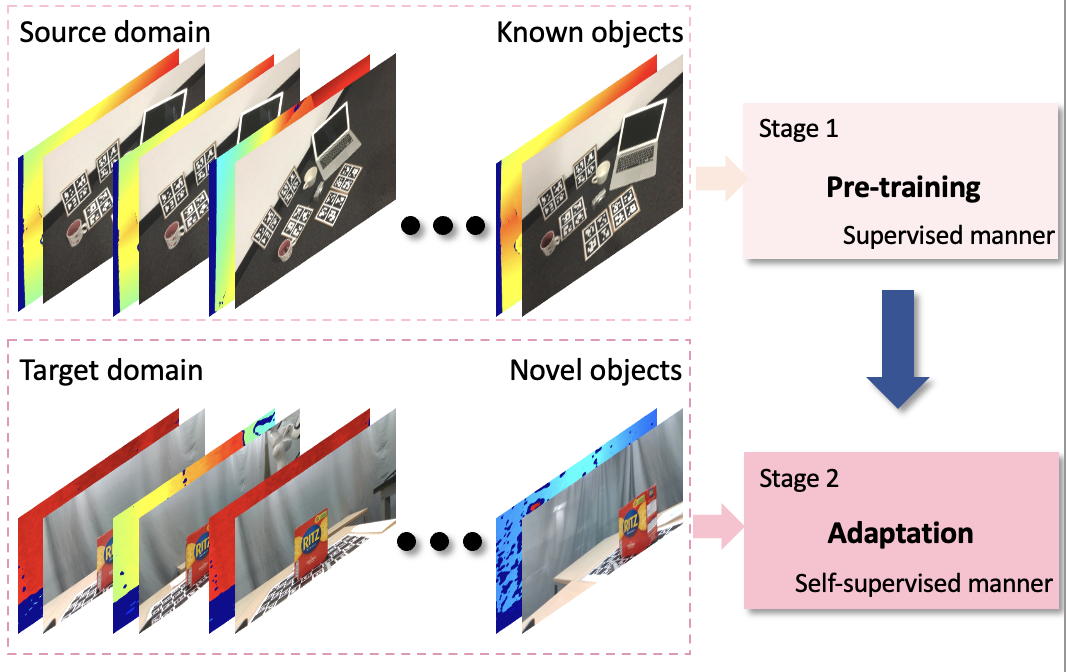 Source domain
Known objects
Stage 1
Pre-training
Supervised manner
Target domain
Novel objects
RITZ
RITZ
RITZ
RITZ
Stage 2
Adaptation
Self-supervised manner